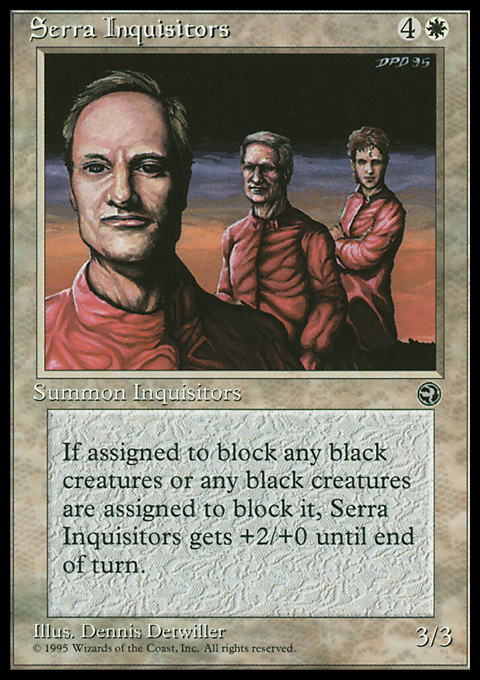 Serra Inquisitors 4
DPD 95
Summon Inquisitors
If assigned to block any black
creatures or any black creatures
are assigned to block it, Serra
Inquisitors gets +2/+0 until end
of turn.
Illus. Dennis Detwiller
3/3
© 1995 Wizards of the Coast, Inc. All rights reserved.